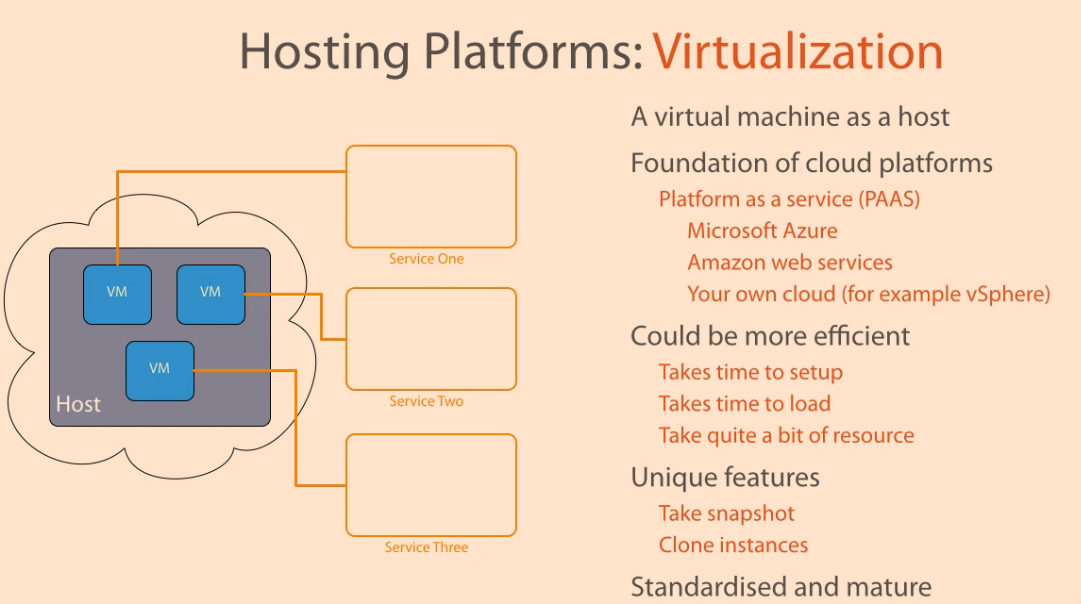 Hosting Platforms: Virtualization
A virtual machine as a host
Foundation of cloud platforms
Platform as a service (PAAS)
Microsoft Azure
Amazon web services
Your own cloud (for example vSphere)
Could be more efficient
Takes time to setup
Takes time to load
Take quite a bit of resource
Unique features
Take snapshot
Clone instances
Standardised and mature
Service One
VM
VM
VM
Host
Service Two
Service Three